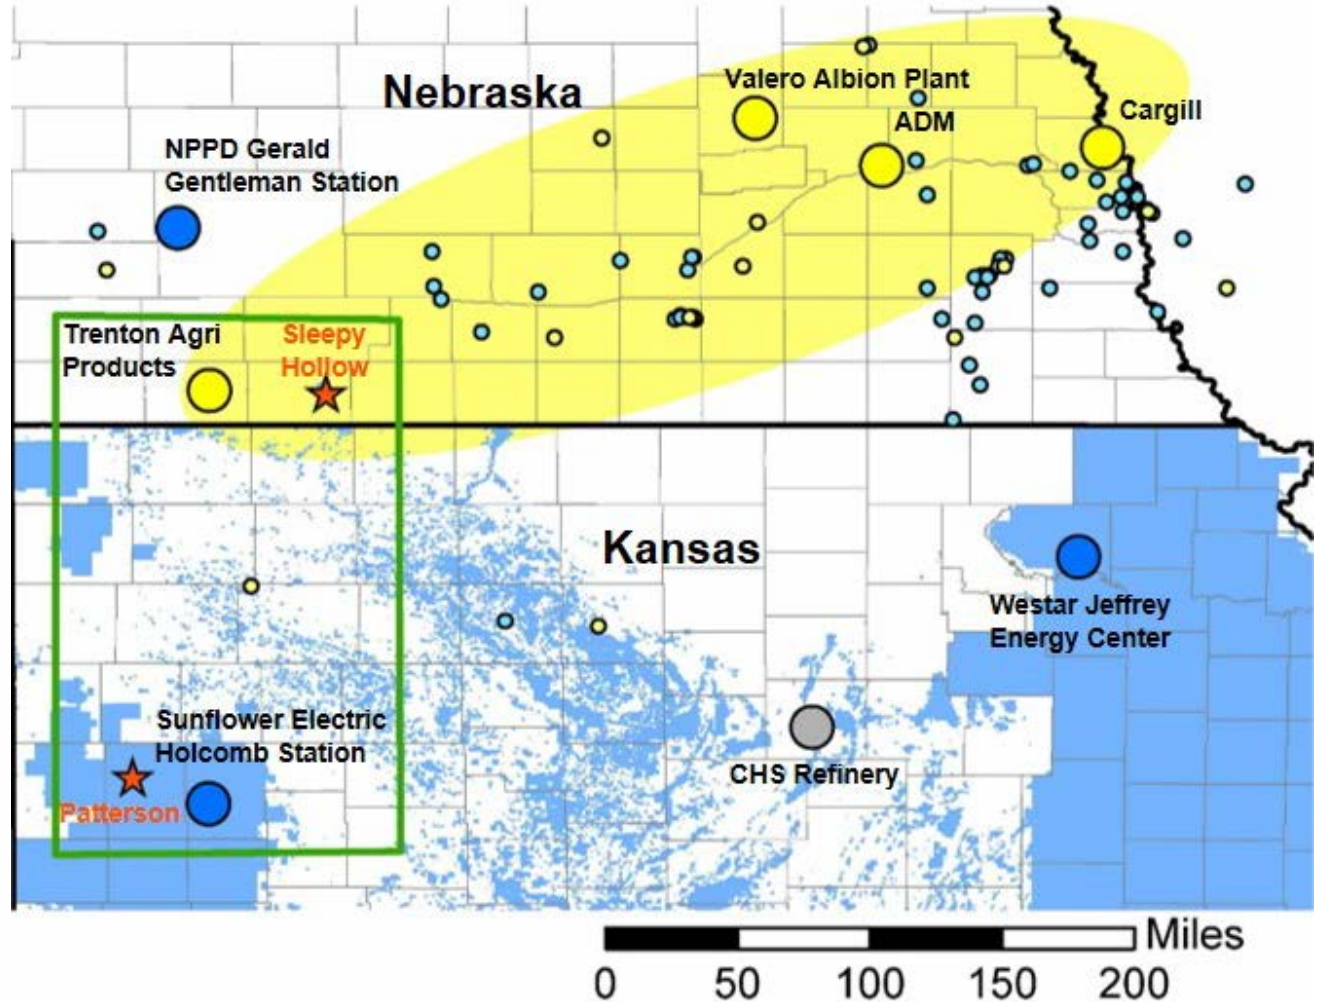 Nebraska
Valero Albion Plant
ADM
Cargill
NPPD Gerald
Gentleman Station
Trenton Agri
Products
Sleepy
Hollow
Kansas
Westar Jeffrey
Energy Center
Sunflower Electric
Holcomb Station
Patterson
CHS Refinery
Miles
0 50 100 150 200